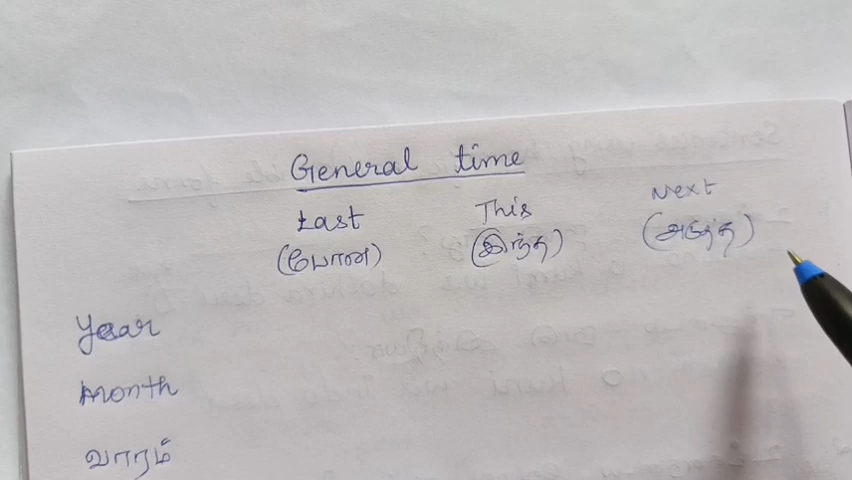 General time
Last This Next
(போன) (இந்த) (அடுத்த)
Year
Month
வாரம்